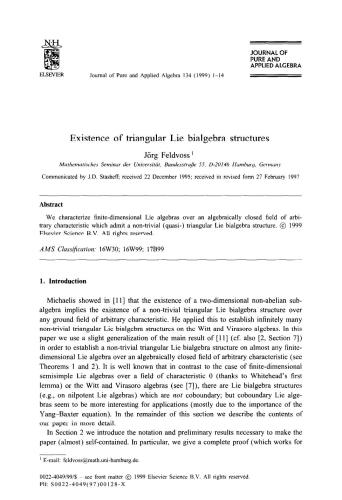 N·H
ELSEVIER
Journal of Pure and Applied Algebra 134 (1999) 1–14
JOURNAL OF
PURE AND
APPLIED ALGEBRA
Existence of triangular Lie bialgebra structures
Jörg Feldvoss ¹
Mathematisches Seminar der Universität, Bundesstraße 55, D-20146 Hamburg, Germany
Communicated by J.D. Stasheff; received 22 December 1995; received in revised form 27 February 1997
Abstract
We characterize finite-dimensional Lie algebras over an algebraically closed field of arbi-
trary characteristic which admit a non-trivial (quasi-) triangular Lie bialgebra structure. © 1999
Elsevier Science B.V. All rights reserved.
AMS Classification: 16W30; 16W99; 17B99
1. Introduction
Michaelis showed in [11] that the existence of a two-dimensional non-abelian sub-
algebra implies the existence of a non-trivial triangular Lie bialgebra structure over
any ground field of arbitrary characteristic. He applied this to establish infinitely many
non-trivial triangular Lie bialgebra structures on the Witt and Virasoro algebras. In this
paper we use a slight generalization of the main result of [11] (cf. also [2, Section 7])
in order to establish a non-trivial triangular Lie bialgebra structure on almost any finite-
dimensional Lie algebra over an algebraically closed field of arbitrary characteristic (see
Theorems 1 and 2). It is well known that in contrast to the case of finite-dimensional
semisimple Lie algebras over a field of characteristic 0 (thanks to Whitehead's first
lemma) or the Witt and Virasoro algebras (see [7]), there are Lie bialgebra structures
(e.g., on nilpotent Lie algebras) which are not coboundary; but coboundary Lie alge-
bras seem to be more interesting for applications (mostly due to the importance of the
Yang–Baxter equation). In the remainder of this section we describe the contents of
our paper in more detail.
In Section 2 we introduce the notation and preliminary results necessary to make the
paper (almost) self-contained. In particular, we give a complete proof (which works for
¹ E-mail: feldvoss@math.uni-hamburg.de.
0022-4049/99/$ – see front matter © 1999 Elsevier Science B.V. All rights reserved.
PII: S0022-4049(97)00128-X